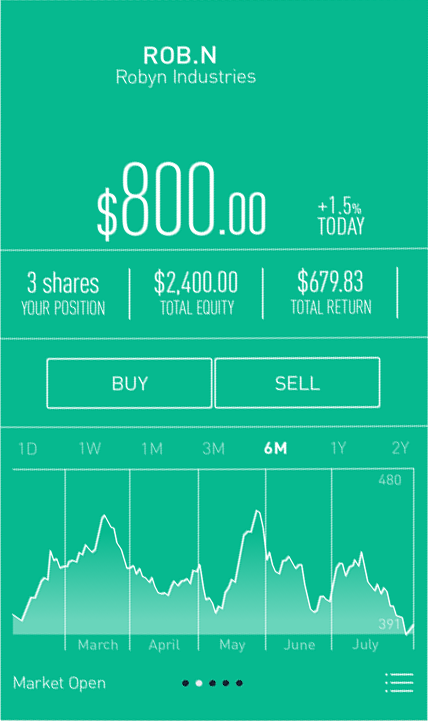 ROB.N
Robyn Industries
$800.00
+1.5%
TODAY
3 shares $2,400.00 $679.83
YOUR POSITION TOTAL EQUITY TOTAL RETURN
BUY SELL
1D 1W 1M 3M 6M 1Y 2Y
480
391
March April May June July
Market Open